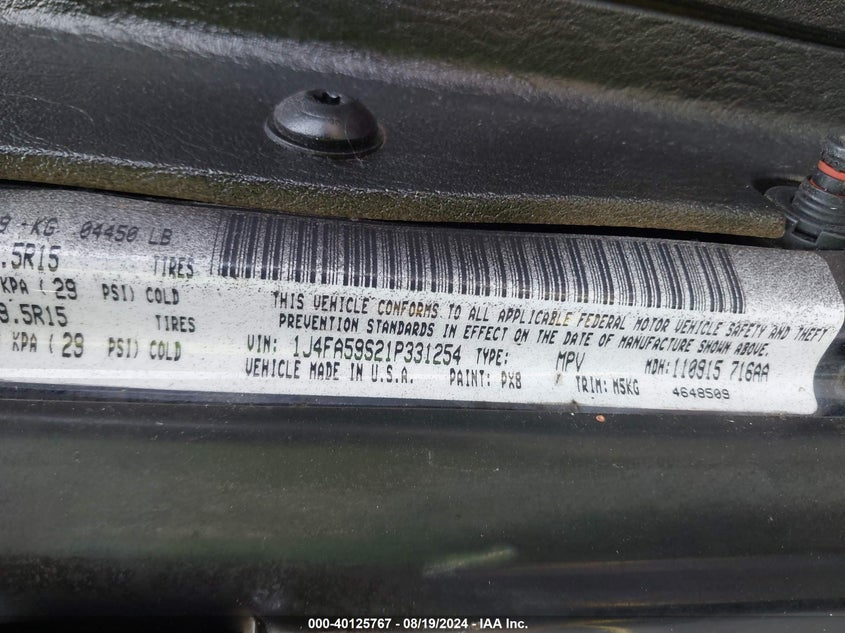 9 KG 04450 LB
.5R15 TIRES
KPA ( 29 PSI) COLD
9.5R15 TIRES
KPA ( 29 PSI) COLD
THIS VEHICLE CONFORMS TO ALL APPLICABLE FEDERAL MOTOR VEHICLE SAFETY AND THEFT
PREVENTION STANDARDS IN EFFECT ON THE DATE OF MANUFACTURE SHOWN ABOVE.
VIN: 1J4FA59S21P331254 TYPE: MPV MDH: 110915 716AA
VEHICLE MADE IN U.S.A. PAINT: PX8 TRIM: M5KG 4648509
000-40125767 - 08/19/2024 - IAA Inc.